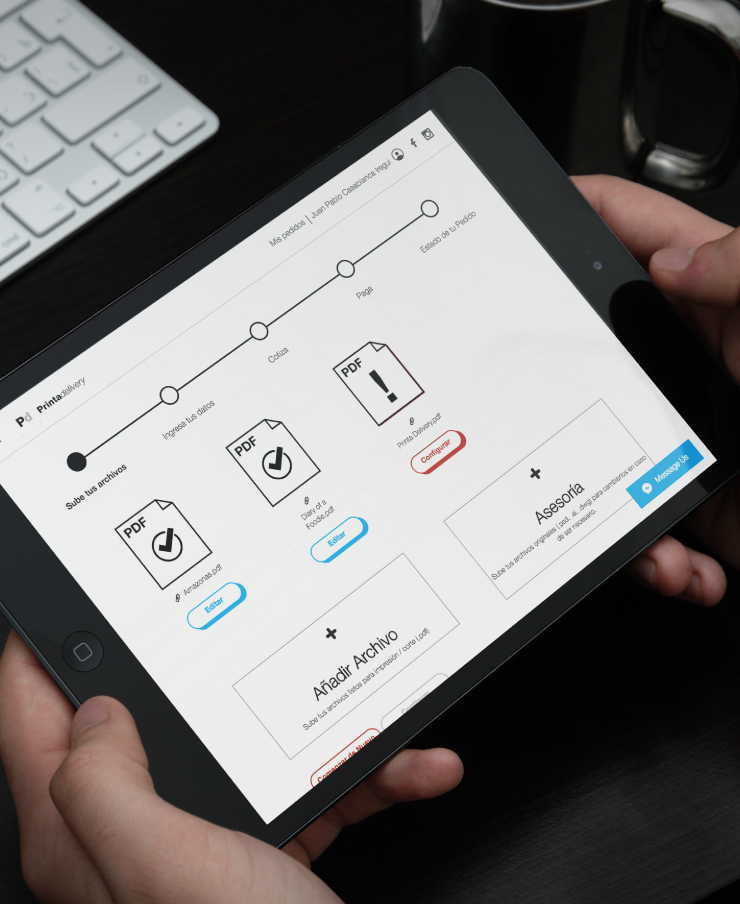 Mis pedidos | Juan Pablo Casabianca Iregui
Pd Printadelivery
Sube tus archivos
Ingresa tus datos
Cotiza
Paga
Estado de tu Pedido
PDF
Amazonas.pdf
Editar
PDF
Diary of a
Foodie.pdf
Editar
PDF
Printa Delivery.pdf
Configurar
Añadir Archivo
Sube tus archivos listos para impresión / corte (.pdf)
Asesoría
Sube tus archivos originales (.psd, .ai, .dwg) para cambiarlos en caso
de ser necesario.
Message Us
Comenzar de Nuevo